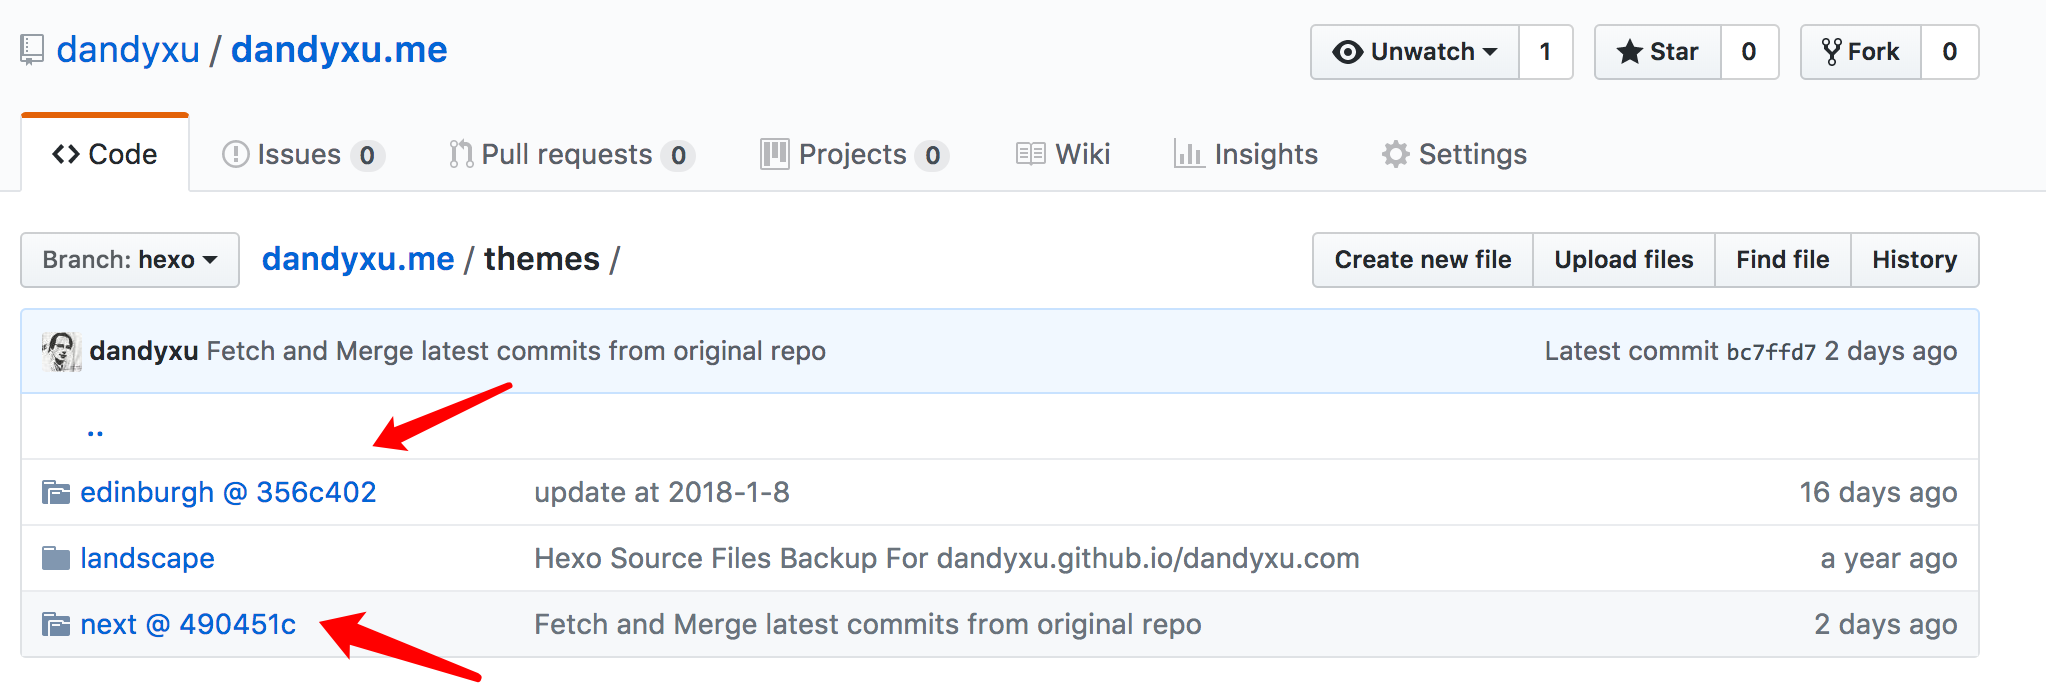 dandyxu / dandyxu.me Unwatch 1 Star 0 Fork 0
Code Issues 0 Pull requests 0 Projects 0 Wiki Insights Settings
Branch: hexo dandyxu.me / themes / Create new file Upload files Find file History
dandyxu Fetch and Merge latest commits from original repo Latest commit bc7ffd7 2 days ago
..
edinburgh @ 356c402 update at 2018-1-8 16 days ago
landscape Hexo Source Files Backup For dandyxu.github.io/dandyxu.com a year ago
next @ 490451c Fetch and Merge latest commits from original repo 2 days ago